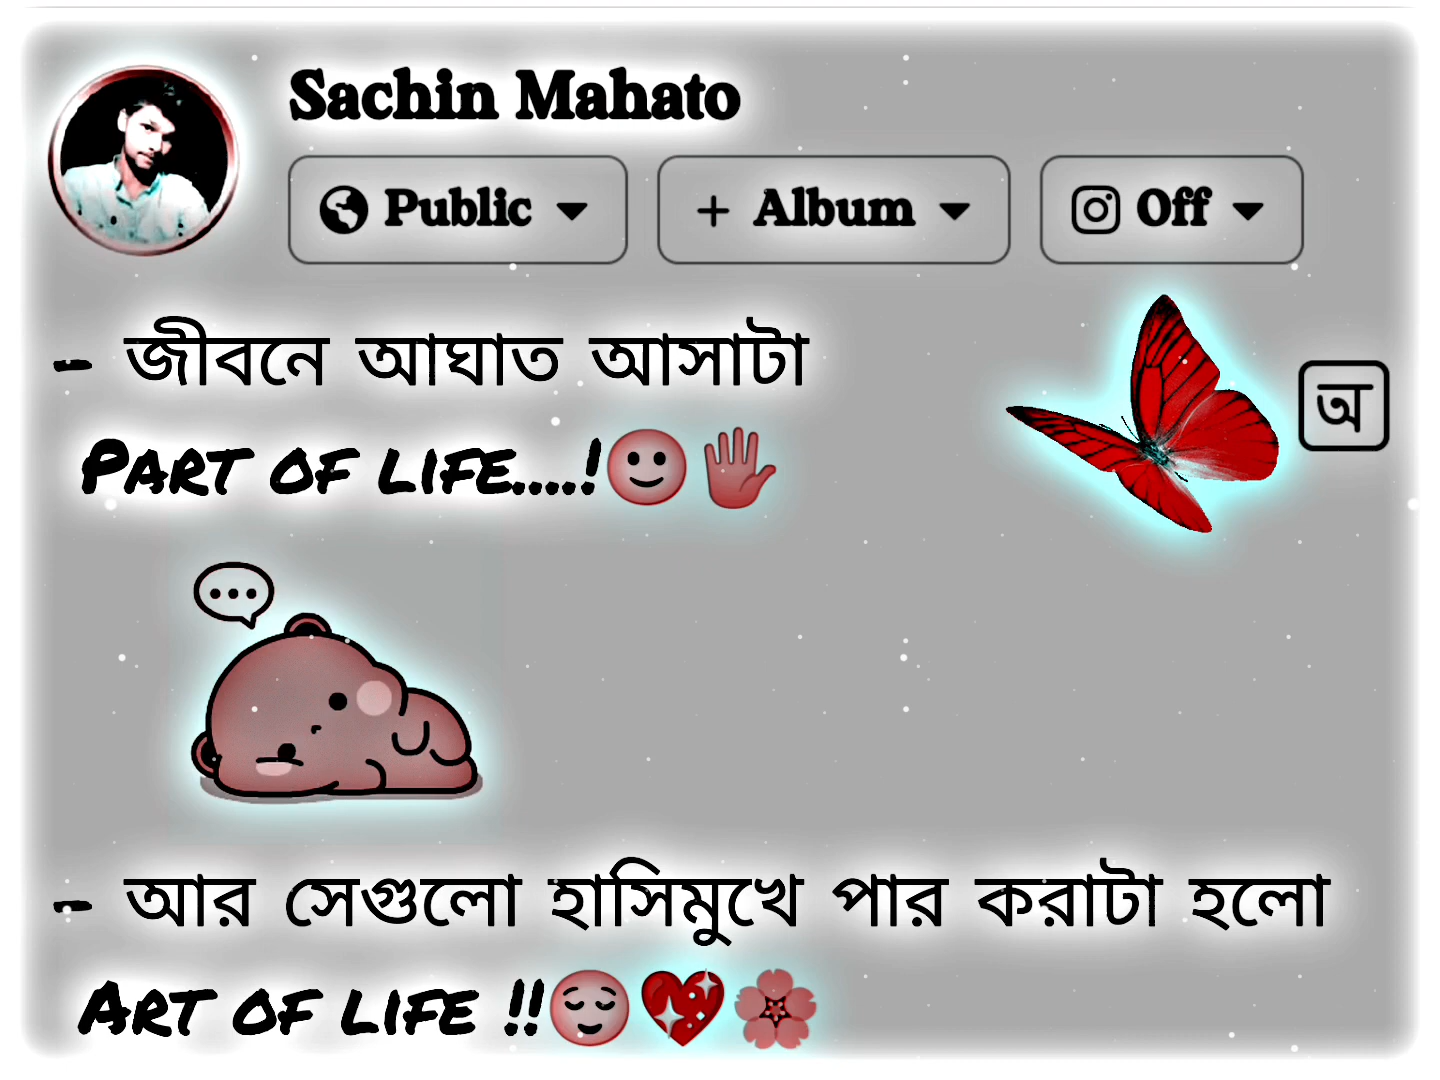 Sachin Mahato
Public
+ Album
Off
- জীবনে আঘাত আসাটা
অ
PART OF LIFE....!🙂🖐
- আর সেগুলো হাসিমুখে পার করাটা হলো
ART OF LIFE !!😌💖🌸